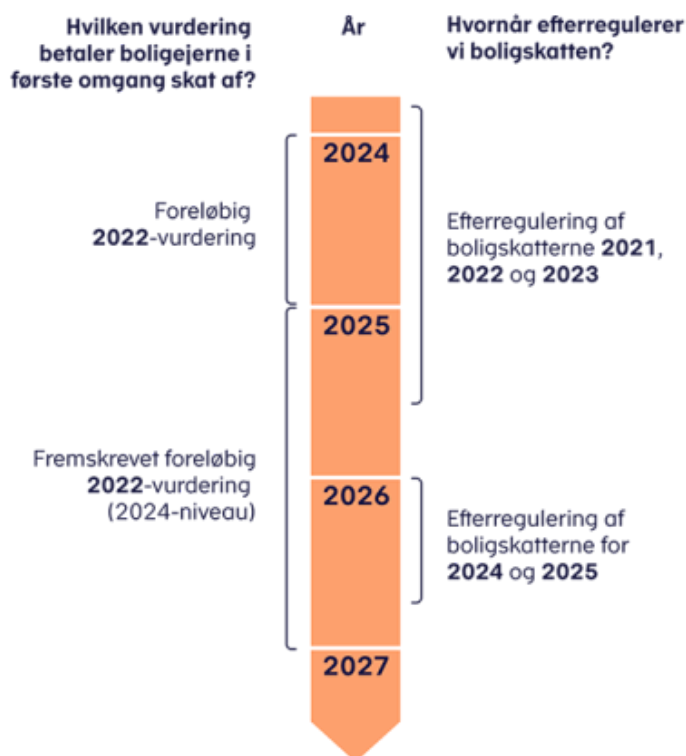 Hvilken vurdering
betaler boligejerne i
første omgang skat af?
År
Hvornår efterregulerer
vi boligskatten?
2024
Foreløbig
2022-vurdering
Efterregulering af
boligskatterne 2021,
2022 og 2023
2025
Fremskrevet foreløbig
2022-vurdering
(2024-niveau)
2026
Efterregulering af
boligskatterne for
2024 og 2025
2027